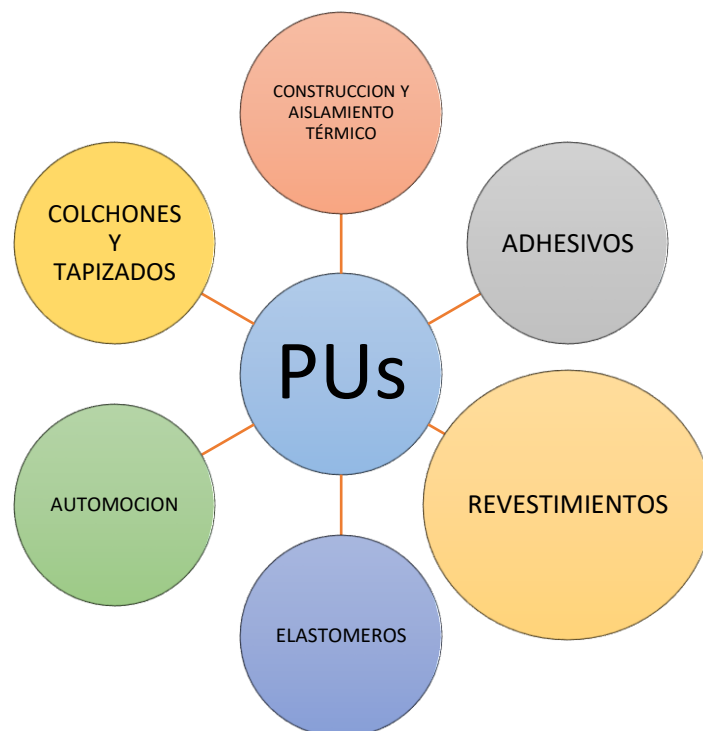 CONSTRUCCION Y
AISLAMIENTO
TÉRMICO
COLCHONES
Y
TAPIZADOS
ADHESIVOS
PUs
AUTOMOCION
REVESTIMIENTOS
ELASTOMEROS